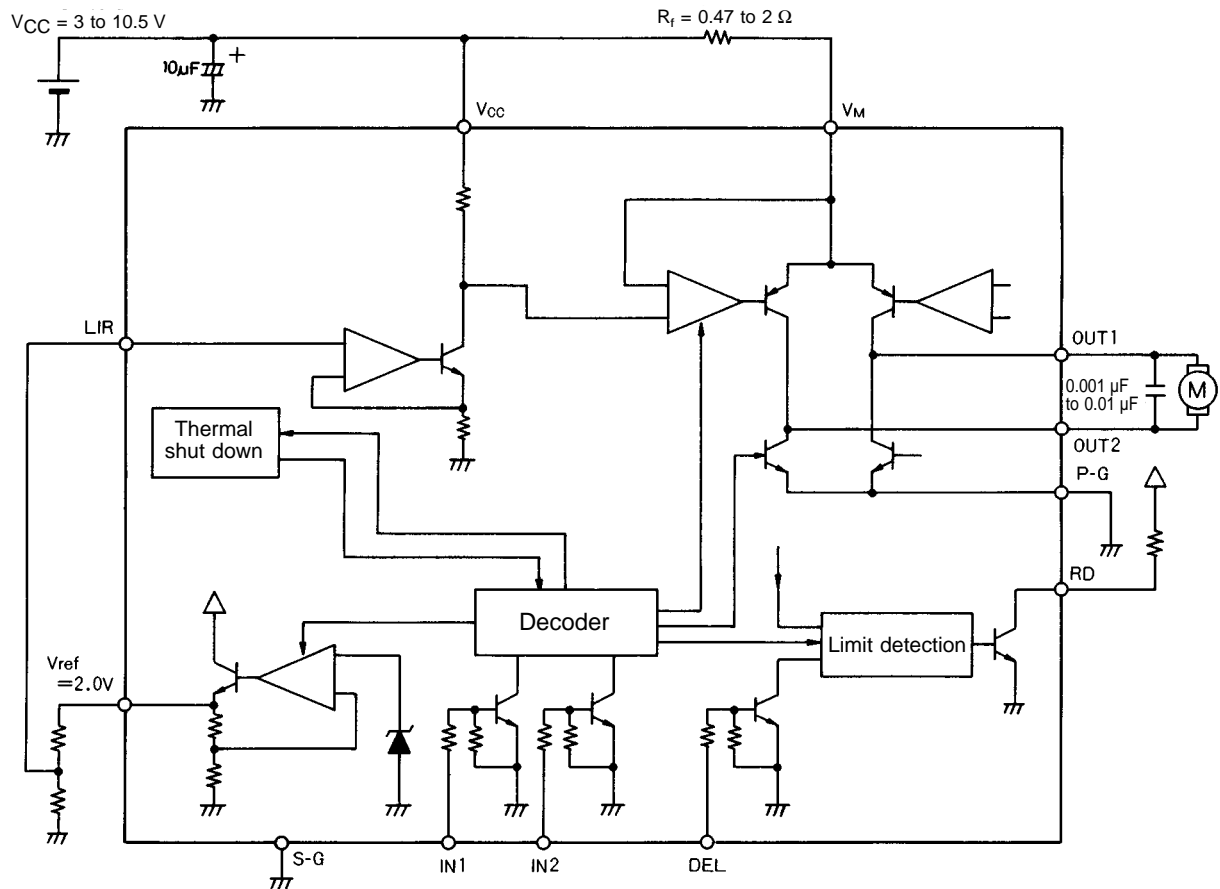 VCC = 3 to 10.5 V
Rf = 0.47 to 2 Ω
10µF
+
VCC
VM
LIR
OUT1
0.001 µF
to 0.01 µF
M
OUT2
Thermal
shut down
P-G
RD
Decoder
Limit detection
Vref
=2.0V
S-G
IN1
IN2
DEL